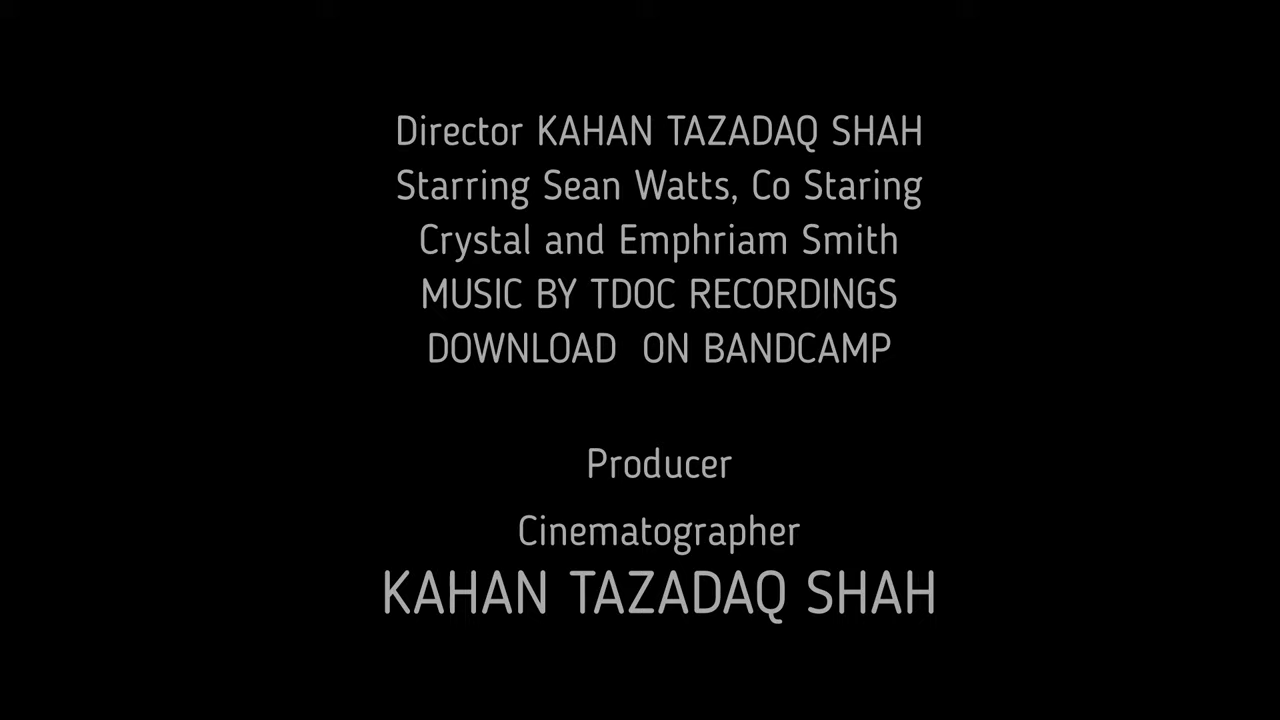 Director KAHAN TAZADAQ SHAH
Starring Sean Watts, Co Staring
Crystal and Emphriam Smith
MUSIC BY TDOC RECORDINGS
DOWNLOAD  ON BANDCAMP
Producer
Cinematographer
KAHAN TAZADAQ SHAH